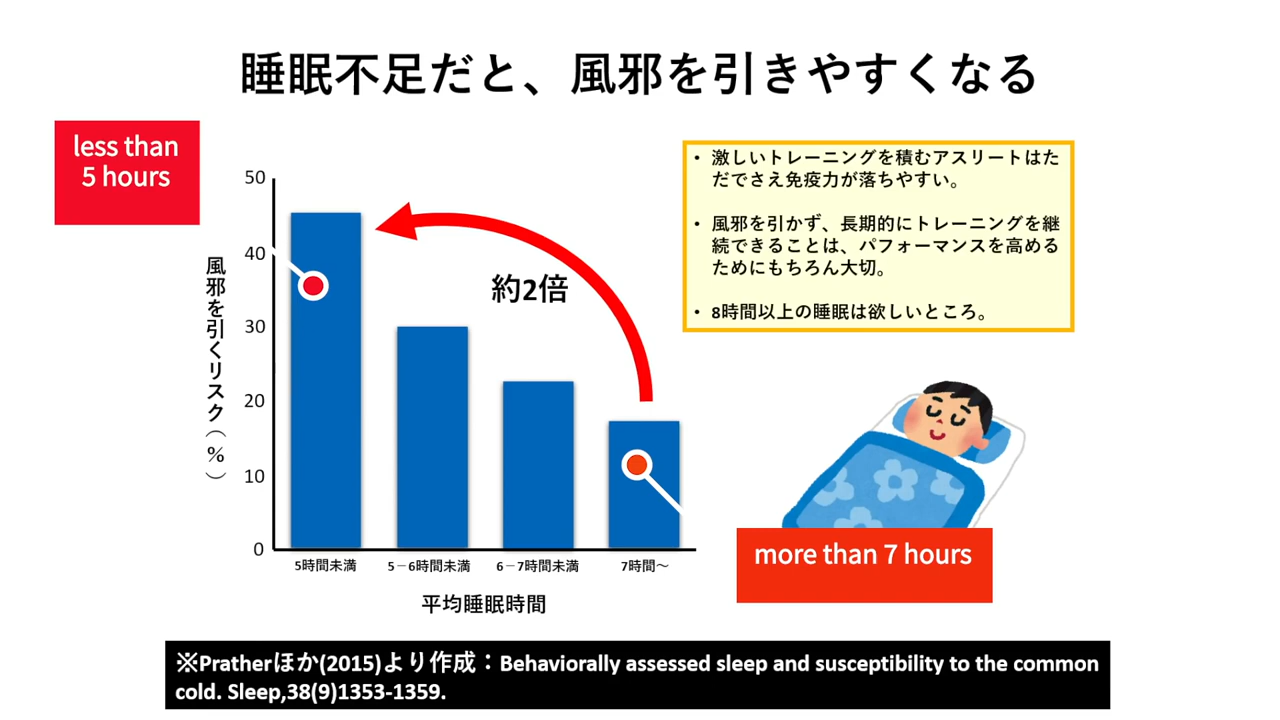 睡眠不足だと、風邪を引きやすくなる
less than
5 hours
• 激しいトレーニングを積むアスリートはた
だでさえ免疫力が落ちやすい。
• 風邪を引かず、長期的にトレーニングを継
続できることは、パフォーマンスを高める
ためにもちろん大切。
• 8時間以上の睡眠は欲しいところ。
風邪を引くリスク（%）
50
40
30
20
10
0
約2倍
5時間未満
5－6時間未満
6－7時間未満
7時間～
平均睡眠時間
more than 7 hours
※Pratherほか(2015)より作成：Behaviorally assessed sleep and susceptibility to the common
cold. Sleep,38(9)1353-1359.